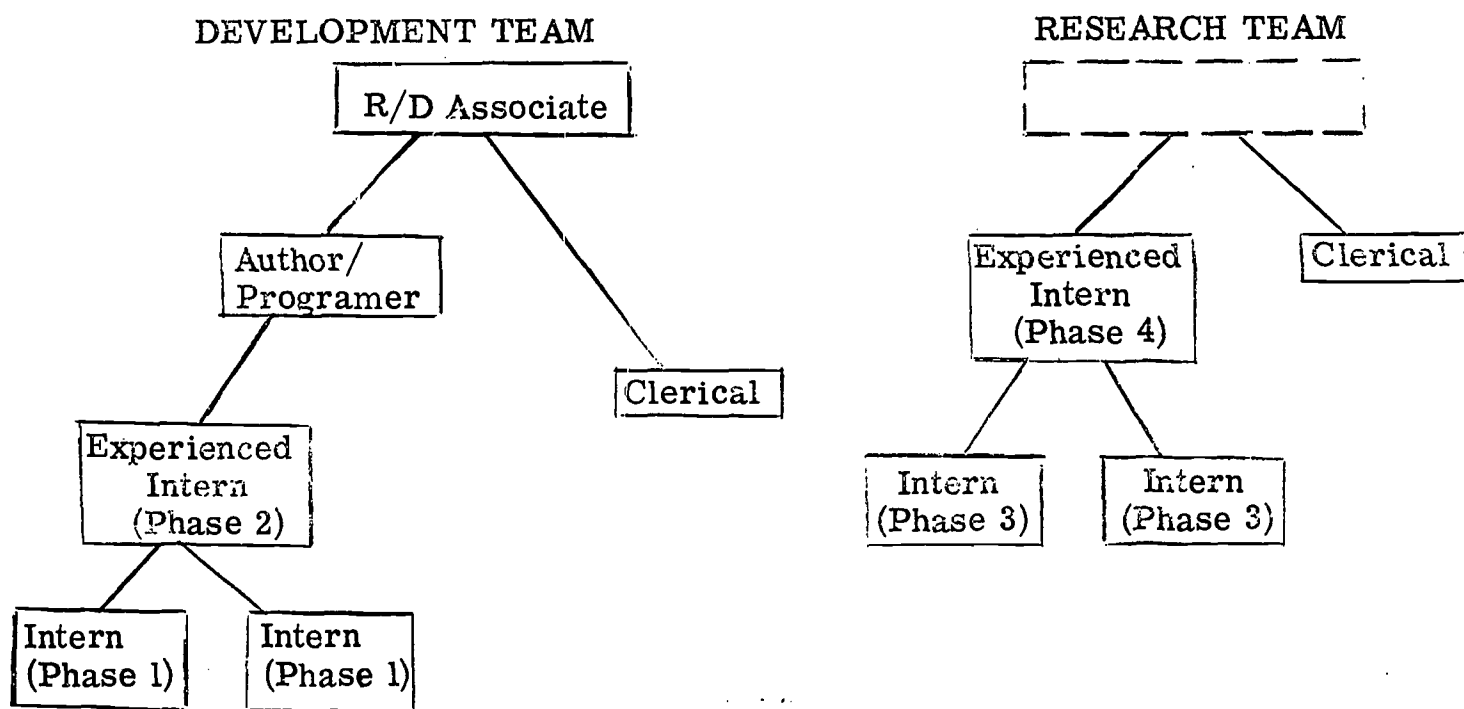 DEVELOPMENT TEAM
R/D Associate
Author/
Programer
Clerical
Experienced
Intern
(Phase 2)
Intern
(Phase 1)
Intern
(Phase 1)
RESEARCH TEAM
Experienced
Intern
(Phase 4)
Clerical
Intern
(Phase 3)
Intern
(Phase 3)